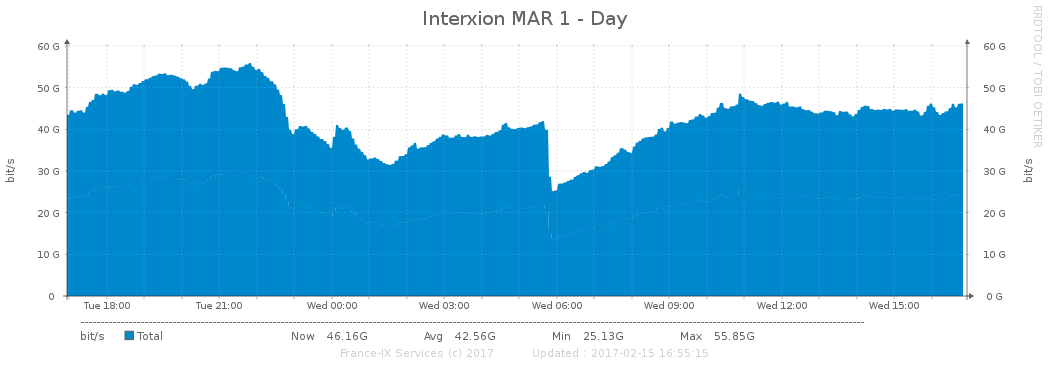 Interxion MAR 1 - Day
RRDTOOL / TOBI OETIKER
60 G 60 G
50 G 50 G
40 G 40 G
30 G 30 G
20 G 20 G
10 G 10 G
0 0 G
bit/s bit/s
Tue 18:00 Tue 21:00 Wed 00:00 Wed 03:00 Wed 06:00 Wed 09:00 Wed 12:00 Wed 15:00
bit/s Total Now 46.16G Avg 42.56G Min 25.13G Max 55.85G
France-IX Services (c) 2017 Updated : 2017-02-15 16:55:15